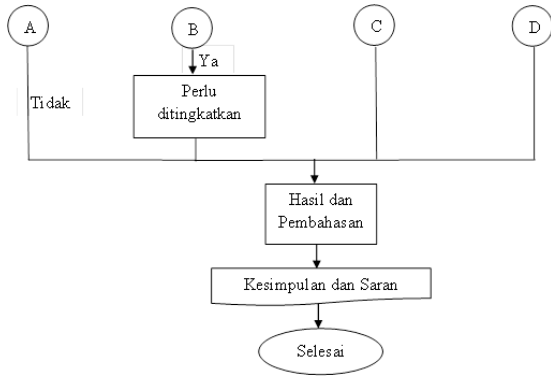 A
B
C
D
Ya
Tidak
Perlu
ditingkatkan
Hasil dan
Pembahasan
Kesimpulan dan Saran
Selesai